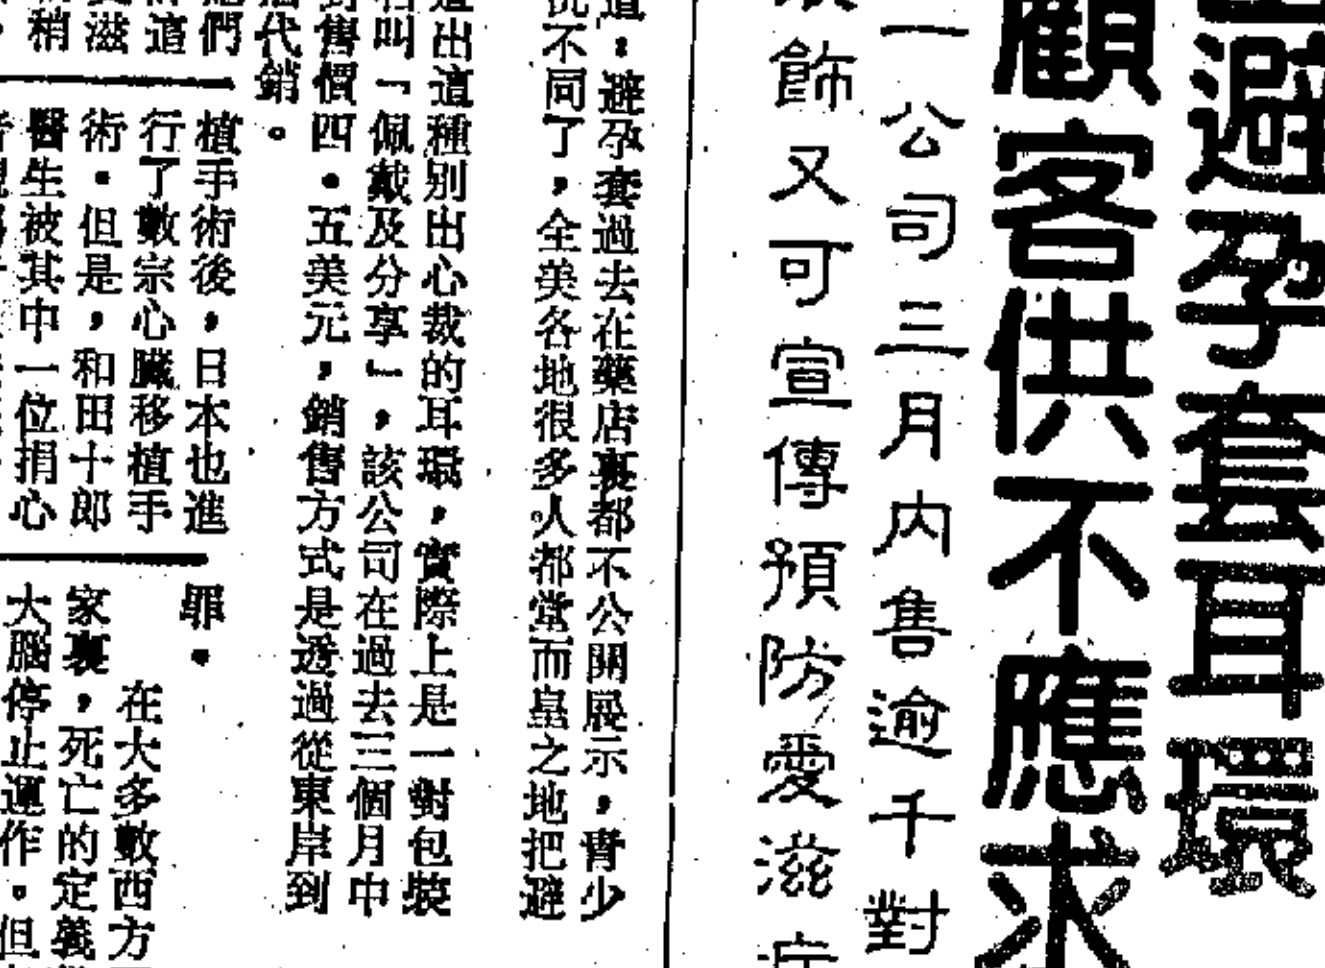 避孕套耳環
顧客供不應求
一公司三月內售逾千對
飾又可宣傳預防愛滋
道：避孕套過去在藥店裏都不公開展示，青少
不同了，全美各地很多人都堂而皇之地把避
出這種別出心裁的耳環，實際上是一對包裝
叫「佩戴及分享」，該公司在過去三個月中
售價四．五美元，銷售方式是透過從東岸到
代銷。
們
這
滋
稍
植手術後，日本也進
行了數宗心臟移植手
術．但是，和田十郎
醫生被其中一位捐心
罪．
在大多數西方
家裏，死亡的定義
大腦停止運作。但